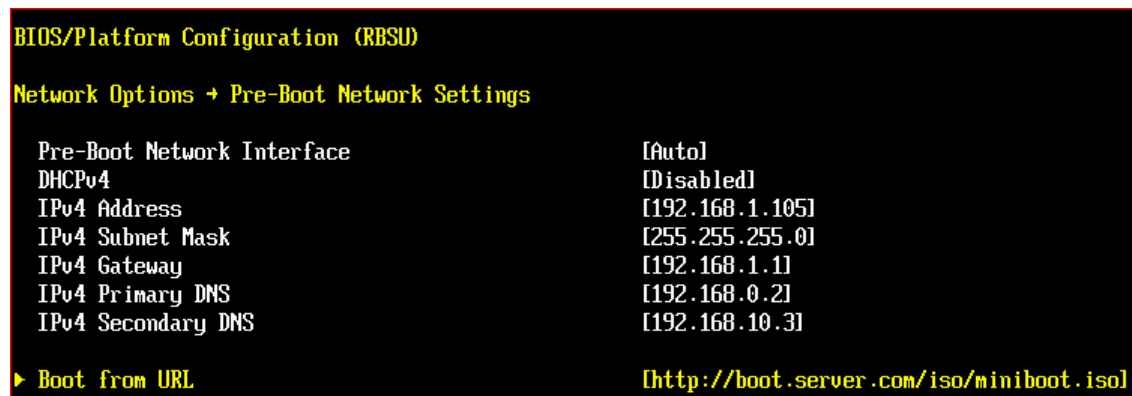 BIOS/Platform Configuration (RBSU)
Network Options → Pre-Boot Network Settings
Pre-Boot Network Interface [Auto]
DHCPv4 [Disabled]
IPv4 Address [192.168.1.105]
IPv4 Subnet Mask [255.255.255.0]
IPv4 Gateway [192.168.1.1]
IPv4 Primary DNS [192.168.0.2]
IPv4 Secondary DNS [192.168.10.3]
▶ Boot from URL [http://boot.server.com/iso/miniboot.iso]